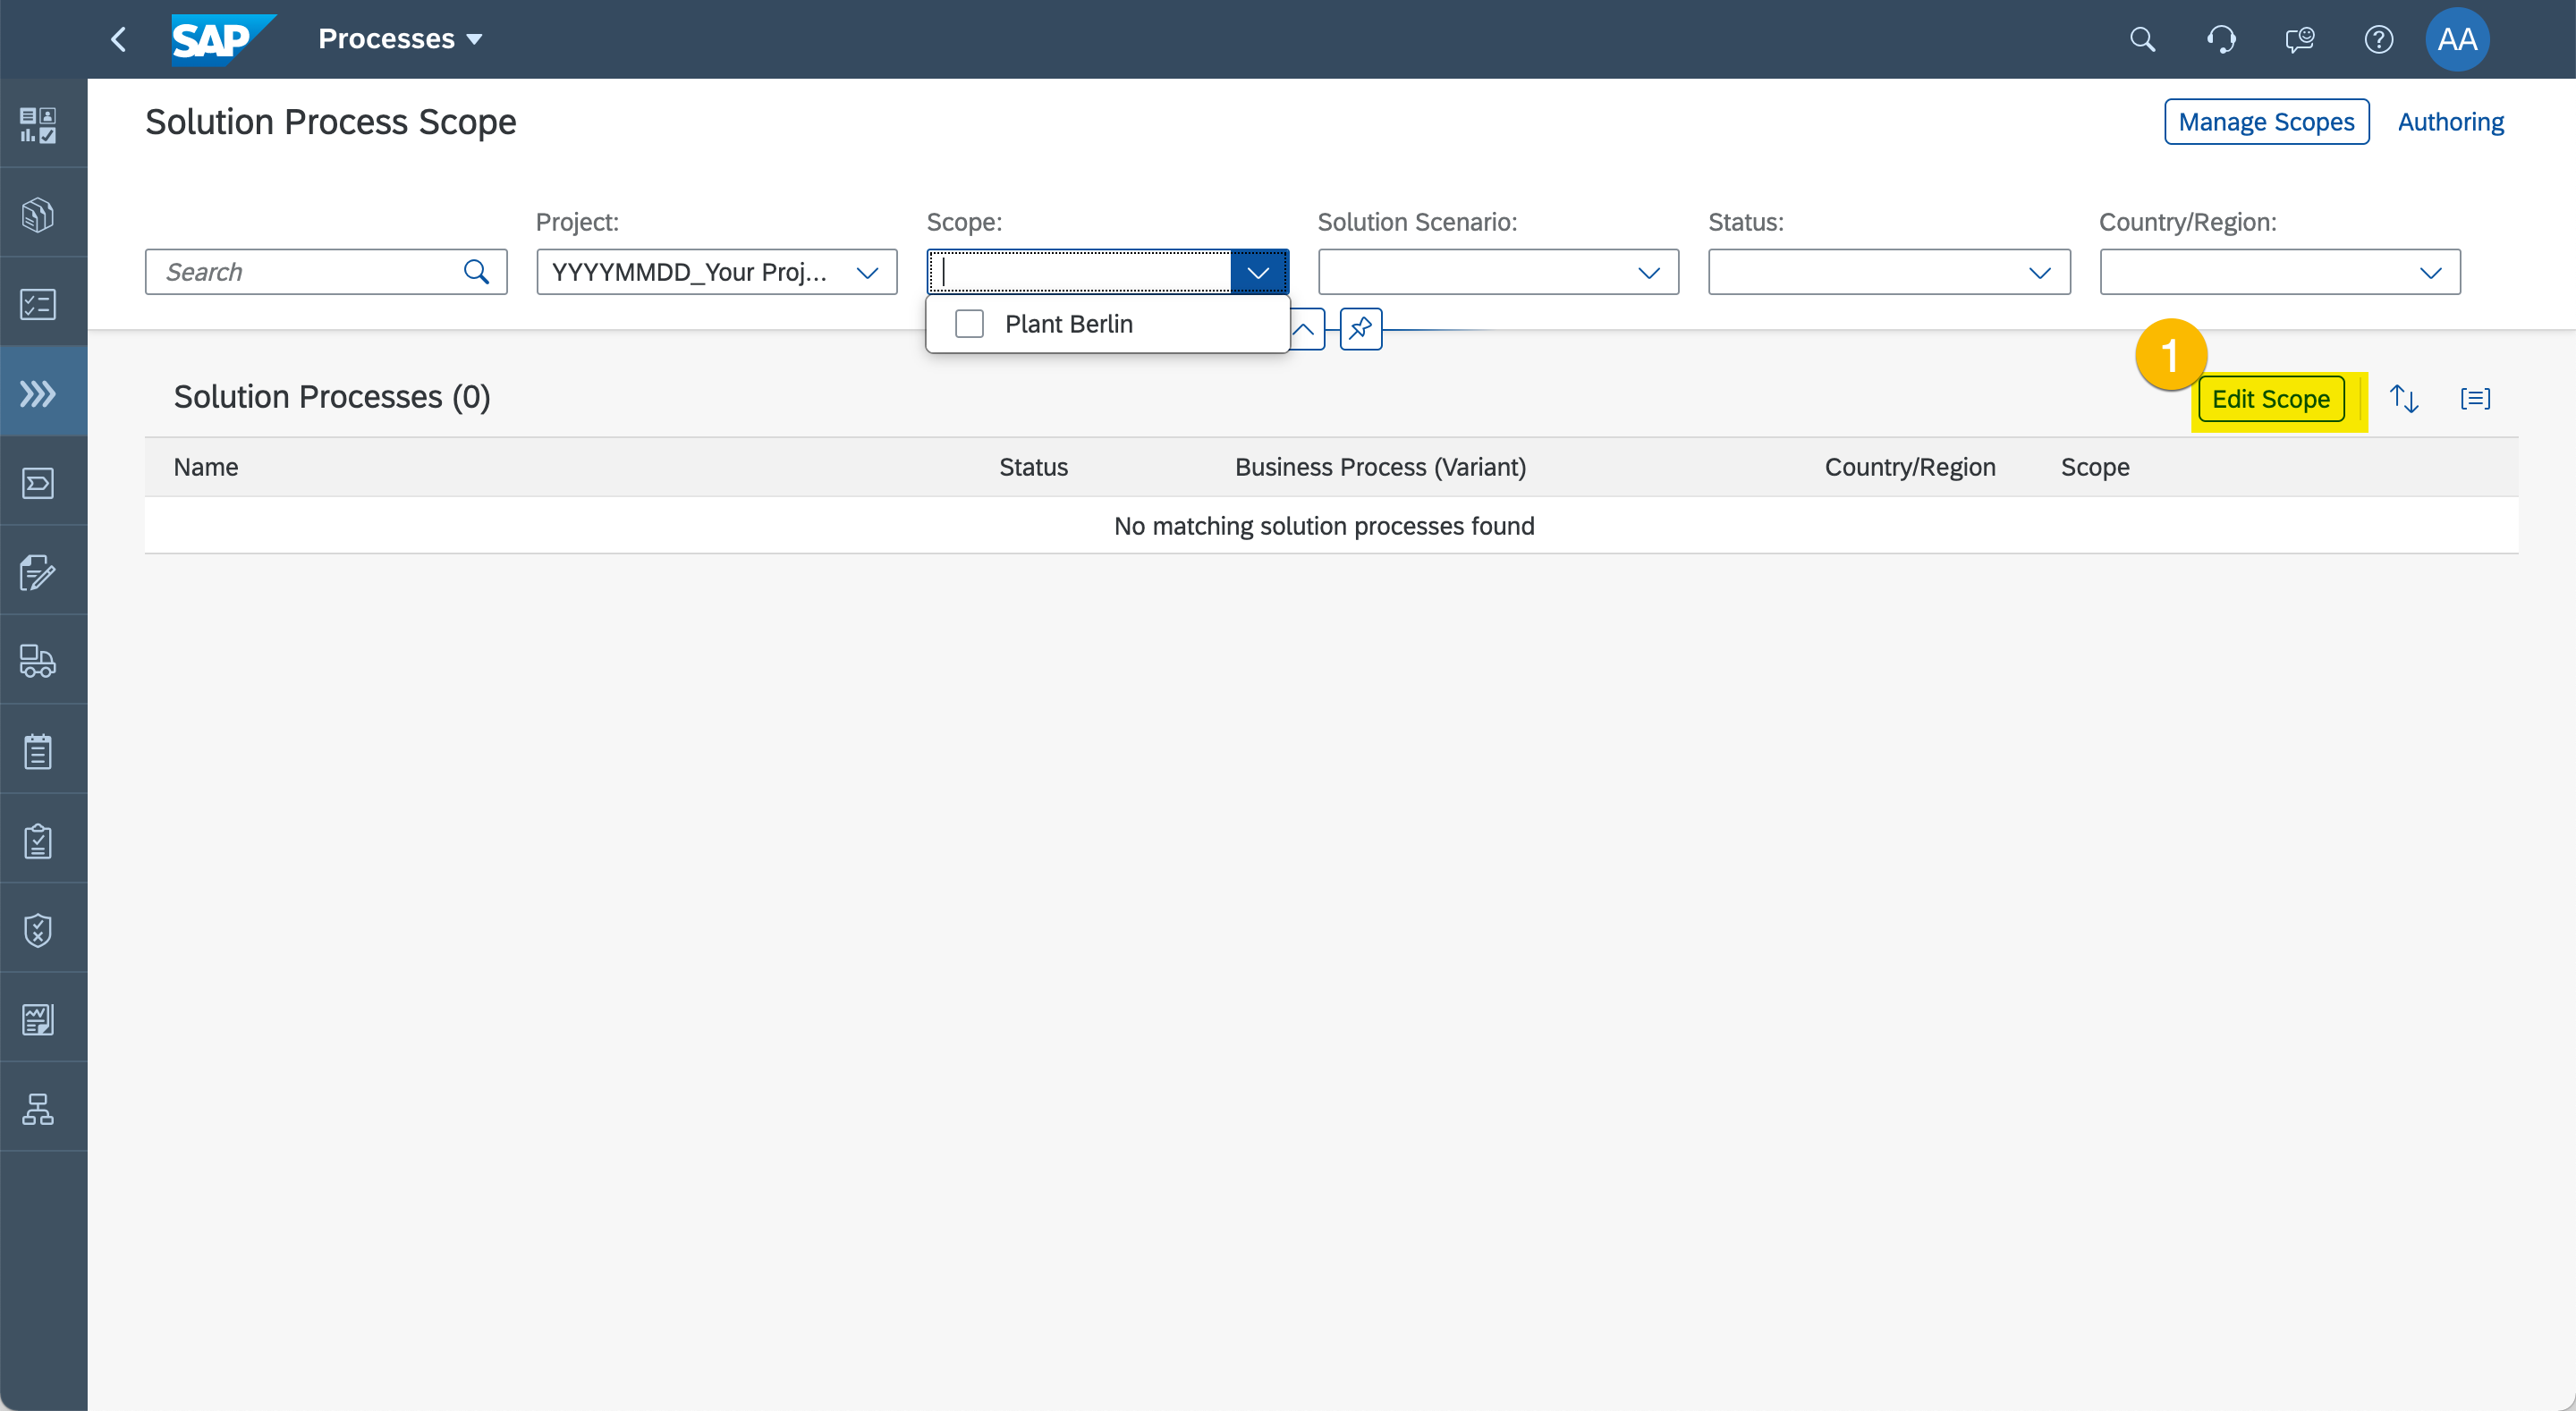 SAP Processes
AA
Solution Process Scope
Manage Scopes Authoring
Project: Scope: Solution Scenario: Status: Country/Region:
Search YYYYMMDD_Your Proj...
Plant Berlin
1
Solution Processes (0)
Edit Scope
Name Status Business Process (Variant) Country/Region Scope
No matching solution processes found